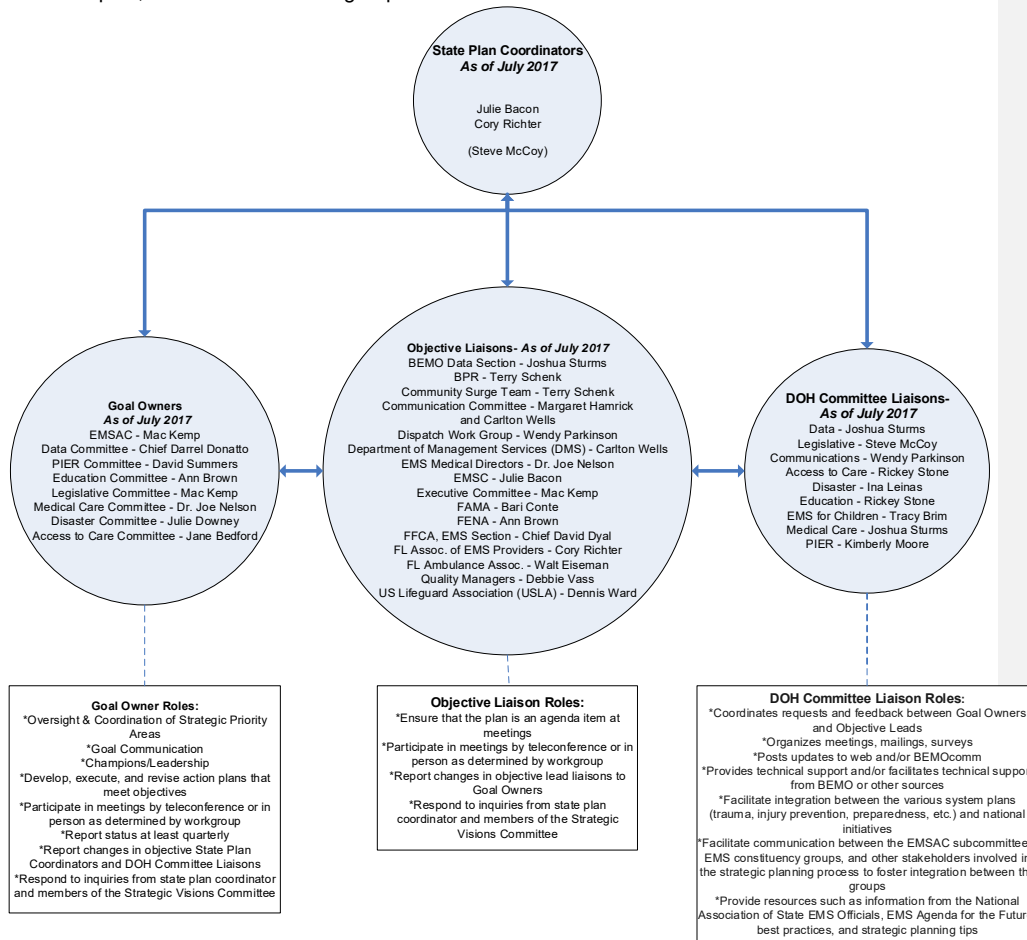 State Plan Coordinators
As of July 2017
Julie Bacon
Cory Richter
(Steve McCoy)
Goal Owners
As of July 2017
EMSAC - Mac Kemp
Data Committee - Chief Darrel Donatto
PIER Committee - David Summers
Education Committee - Ann Brown
Legislative Committee - Mac Kemp
Medical Care Committee - Dr. Joe Nelson
Disaster Committee - Julie Downey
Access to Care Committee - Jane Bedford
Objective Liaisons- As of July 2017
BEMO Data Section - Joshua Sturms
BPR - Terry Schenk
Community Surge Team - Terry Schenk
Communication Committee - Margaret Hamrick
and Carlton Wells
Dispatch Work Group - Wendy Parkinson
Department of Management Services (DMS) - Carlton Wells
EMS Medical Directors - Dr. Joe Nelson
EMSC - Julie Bacon
Executive Committee - Mac Kemp
FAMA - Bari Conte
FENA - Ann Brown
FFCA, EMS Section - Chief David Dyal
FL Assoc. of EMS Providers - Cory Richter
FL Ambulance Assoc. - Walt Eiseman
Quality Managers - Debbie Vass
US Lifeguard Association (USLA) - Dennis Ward
DOH Committee Liaisons-
As of July 2017
Data - Joshua Sturms
Legislative - Steve McCoy
Communications - Wendy Parkinson
Access to Care - Rickey Stone
Disaster - Ina Leinas
Education - Rickey Stone
EMS for Children - Tracy Brim
Medical Care - Joshua Sturms
PIER - Kimberly Moore
Goal Owner Roles:
*Oversight & Coordination of Strategic Priority
Areas
*Goal Communication
*Champions/Leadership
*Develop, execute, and revise action plans that
meet objectives
*Participate in meetings by teleconference or in
person as determined by workgroup
*Report status at least quarterly
*Report changes in objective State Plan
Coordinators and DOH Committee Liaisons
*Respond to inquiries from state plan coordinator
and members of the Strategic Visions Committee
Objective Liaison Roles:
*Ensure that the plan is an agenda item at
meetings
*Participate in meetings by teleconference or in
person as determined by workgroup
*Report changes in objective lead liaisons to
Goal Owners
*Respond to inquiries from state plan
coordinator and members of the Strategic
Visions Committee
DOH Committee Liaison Roles:
*Coordinates requests and feedback between Goal Owners
and Objective Leads
*Organizes meetings, mailings, surveys
*Posts updates to web and/or BEMOcomm
*Provides technical support and/or facilitates technical support
from BEMO or other sources
*Facilitate integration between the various system plans
(trauma, injury prevention, preparedness, etc.) and national
initiatives
*Facilitate communication between the EMSAC subcommittee
EMS constituency groups, and other stakeholders involved in
the strategic planning process to foster integration between th
groups
*Provide resources such as information from the National
Association of State EMS Officials, EMS Agenda for the Futur
best practices, and strategic planning tips